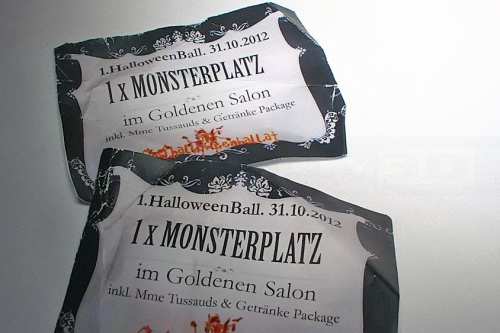 1.HalloweenBall. 31.10.2012
1 x MONSTERPLATZ
im Goldenen Salon
inkl. Mme Tussauds & Getränke Package
1.HalloweenBall. 31.10.2012
1 x MONSTERPLATZ
im Goldenen Salon
inkl. Mme Tussauds & Getränke Package